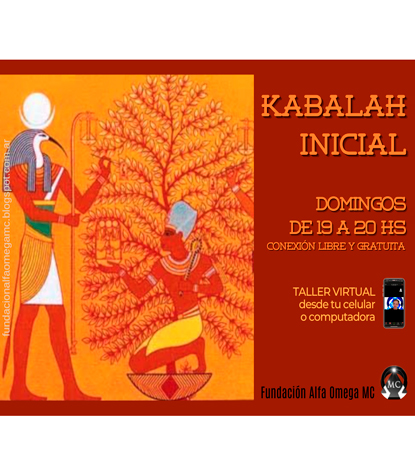 KABALAH
INICIAL
DOMINGOS
DE 19 A 20 HS
CONEXIÓN LIBRE Y GRATUITA
TALLER VIRTUAL
desde tu celular
o computadora
Fundación Alfa Omega MC
MC
fundacionalfaomegamc.blogspot.com.ar